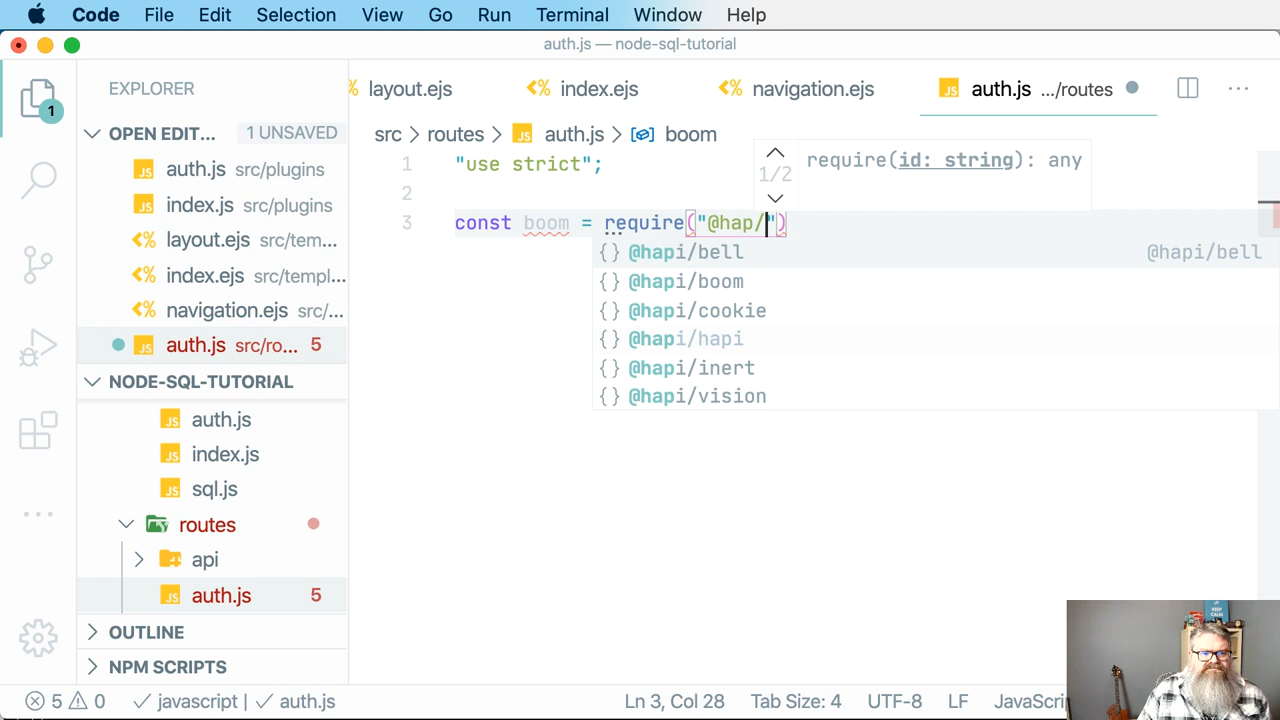 Code File Edit Selection View Go Run Terminal Window Help
auth.js — node-sql-tutorial
EXPLORER
layout.ejs
index.ejs
navigation.ejs
JS auth.js .../routes
1
OPEN EDIT... 1 UNSAVED
JS auth.js src/plugins
JS index.js src/plugins
layout.ejs src/tem...
index.ejs src/templ...
navigation.ejs src/...
JS auth.js src/ro... 5
NODE-SQL-TUTORIAL
JS auth.js
JS index.js
JS sql.js
routes
api
JS auth.js 5
OUTLINE
NPM SCRIPTS
src > routes > JS auth.js > boom
1 "use strict";
2
3 const boom = require("@hap/")
1/2
require(id: string): any
{} @hapi/bell @hapi/bell
{} @hapi/boom
{} @hapi/cookie
{} @hapi/hapi
{} @hapi/inert
{} @hapi/vision
KEEP CALM
5 0 javascript | auth.js Ln 3, Col 28 Tab Size: 4 UTF-8 LF JavaScri